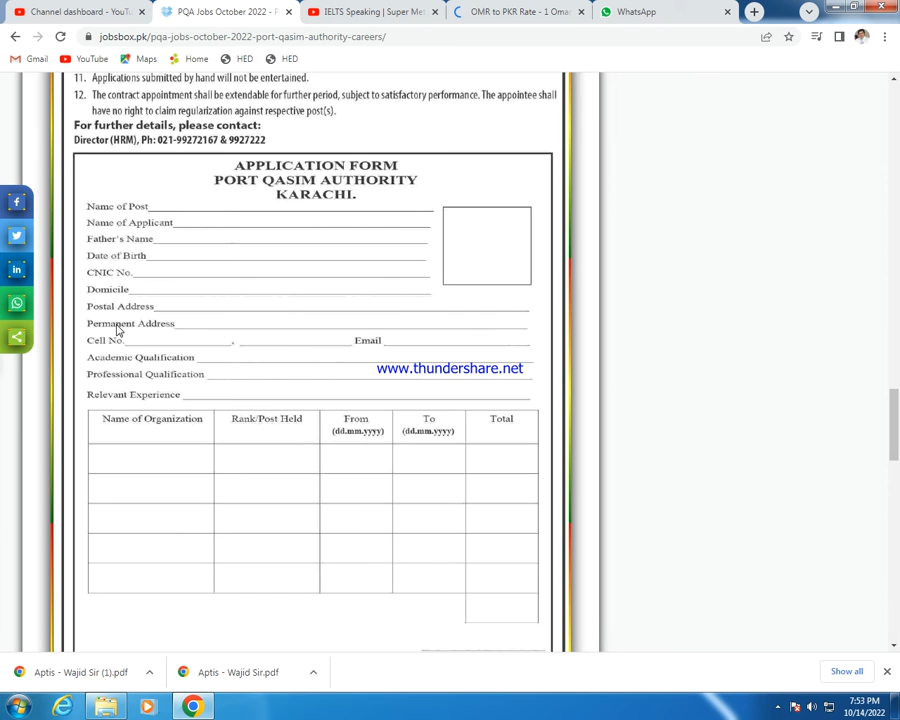 Channel dashboard - YouTu
PQA Jobs October 2022 - P
IELTS Speaking | Super Met
OMR to PKR Rate - 1 Oman
WhatsApp
jobsbox.pk/pqa-jobs-october-2022-port-qasim-authority-careers/
Gmail
YouTube
Maps
Home
HED
HED
11. Applications submitted by hand will not be entertained.
12. The contract appointment shall be extendable for further period, subject to satisfactory performance. The appointee shall
have no right to claim regularization against respective post(s).
For further details, please contact:
Director (HRM), Ph: 021-99272167 & 9927222
APPLICATION FORM
PORT QASIM AUTHORITY
KARACHI.
Name of Post
Name of Applicant
Father's Name
Date of Birth
CNIC No.
Domicile
Postal Address
Permanent Address
Cell No. , Email
Academic Qualification
www.thundershare.net
Professional Qualification
Relevant Experience
Name of Organization Rank/Post Held From To Total
(dd.mm.yyyy) (dd.mm.yyyy)
Aptis - Wajid Sir (1).pdf
Aptis - Wajid Sir.pdf
Show all
7:53 PM
10/14/2022